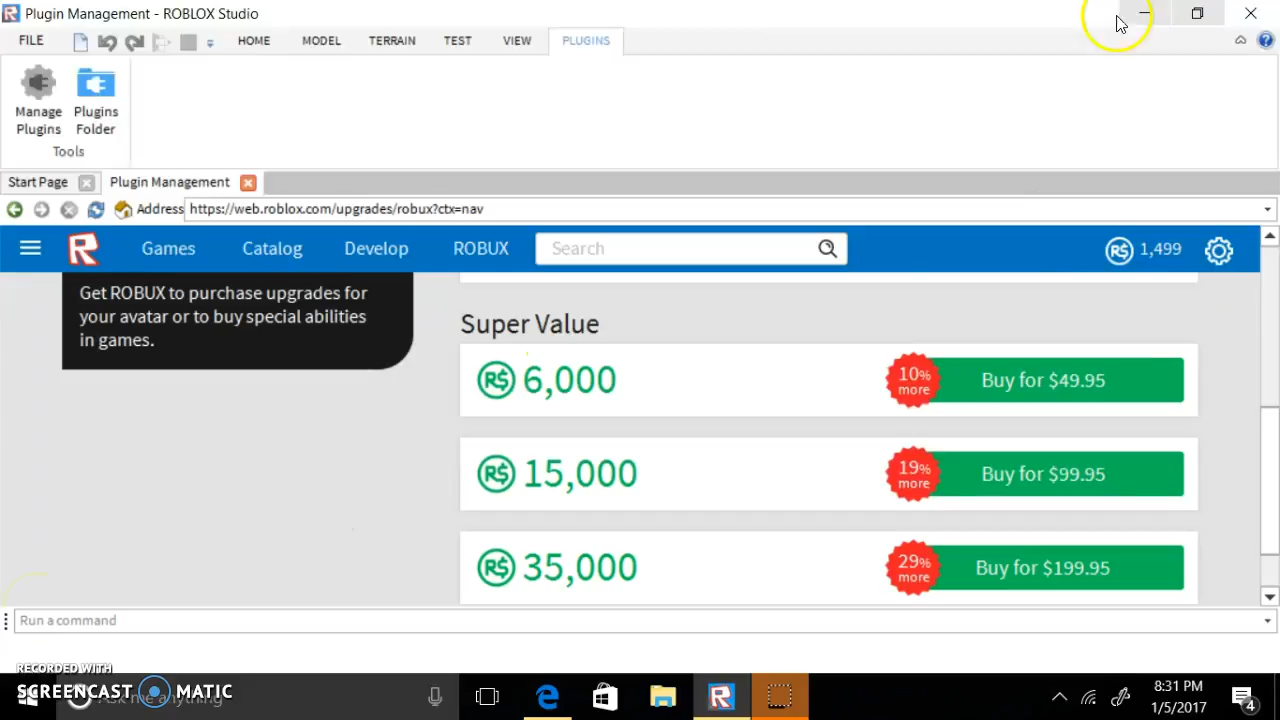 Plugin Management - ROBLOX Studio
FILE HOME MODEL TERRAIN TEST VIEW PLUGINS
Manage Plugins
Plugins Folder
Tools
Start Page Plugin Management
Address https://web.roblox.com/upgrades/robux?ctx=nav
R Games Catalog Develop ROBUX Search R$ 1,499
Get ROBUX to purchase upgrades for
your avatar or to buy special abilities
in games.
Super Value
R$ 6,000 10% more Buy for $49.95
R$ 15,000 19% more Buy for $99.95
R$ 35,000 29% more Buy for $199.95
Run a command
RECORDED WITH
SCREENCAST MATIC
Ask me anything
8:31 PM
1/5/2017
4